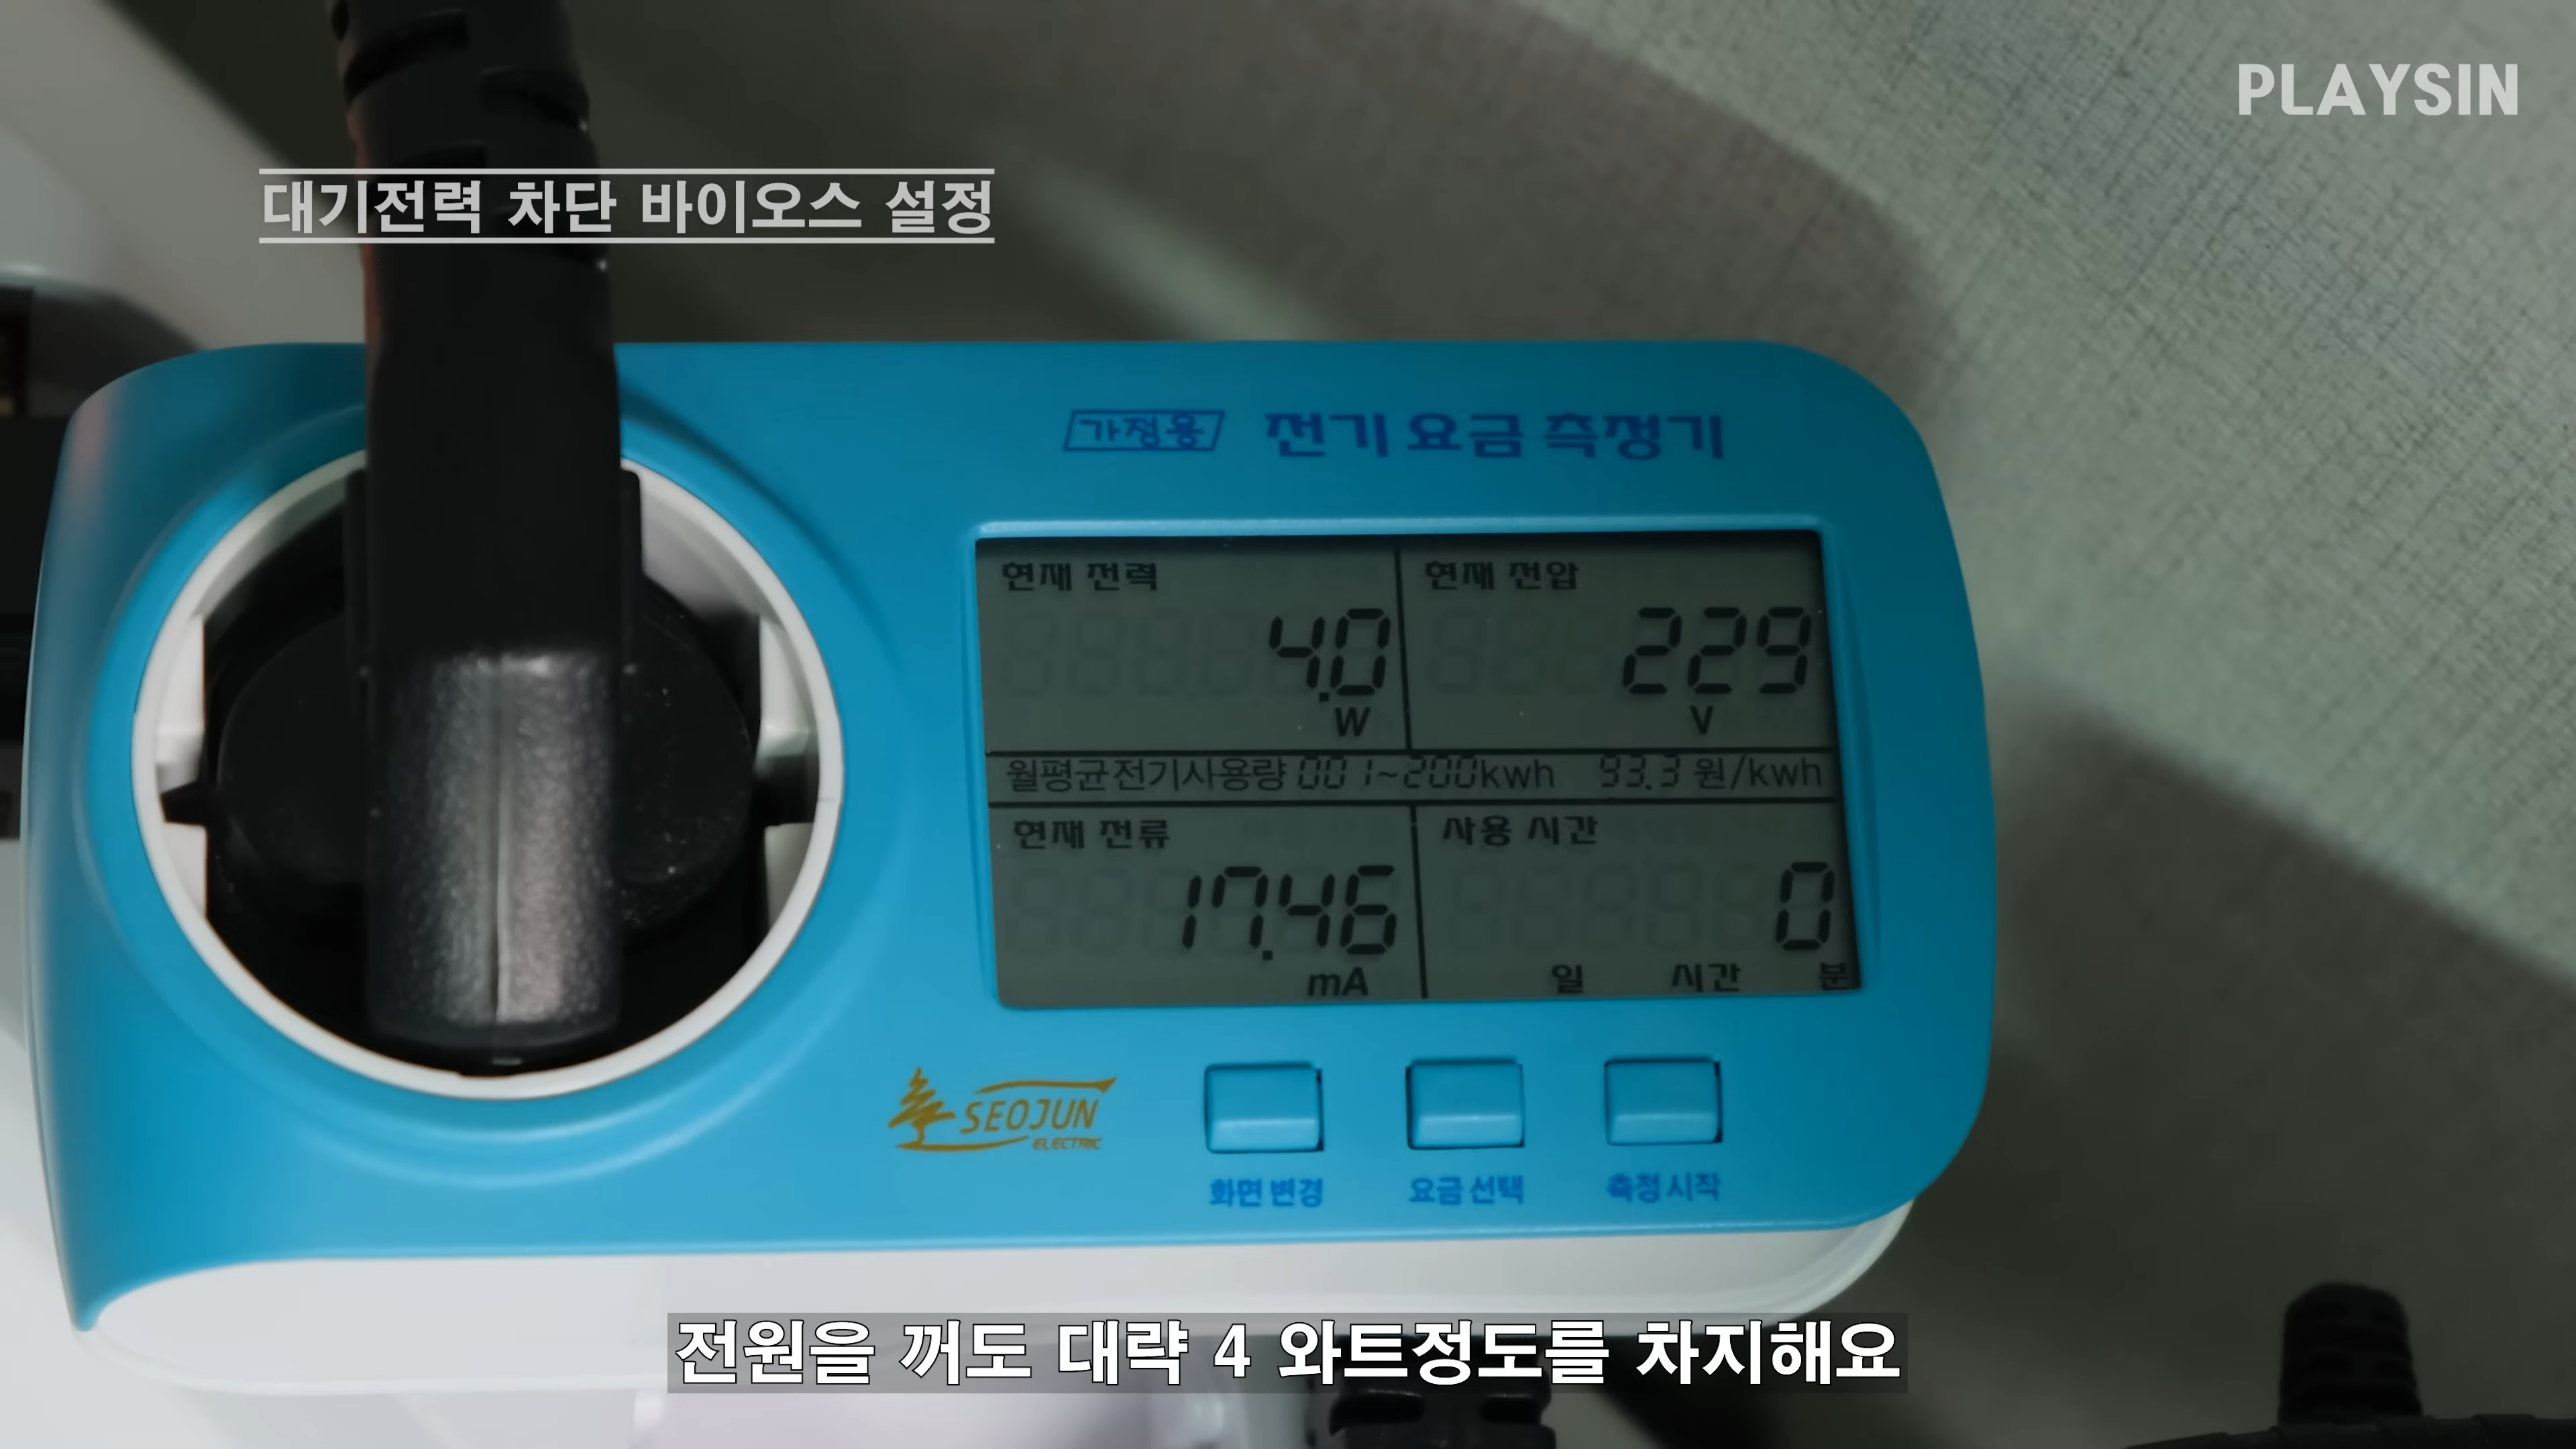 PLAYSIN
대기전력 차단 바이오스 설정
가정용 전기요금측정기
현재 전력 현재 전압
4.0 229
W V
월평균전기사용량 001~200kwh 93.3 원/kwh
현재 전류 사용 시간
17.46 0
mA 일 시간 분
SEOJUN
ELECTRIC
화면 변경 요금 선택 측정 시작
전원을 꺼도 대략 4 와트정도를 차지해요